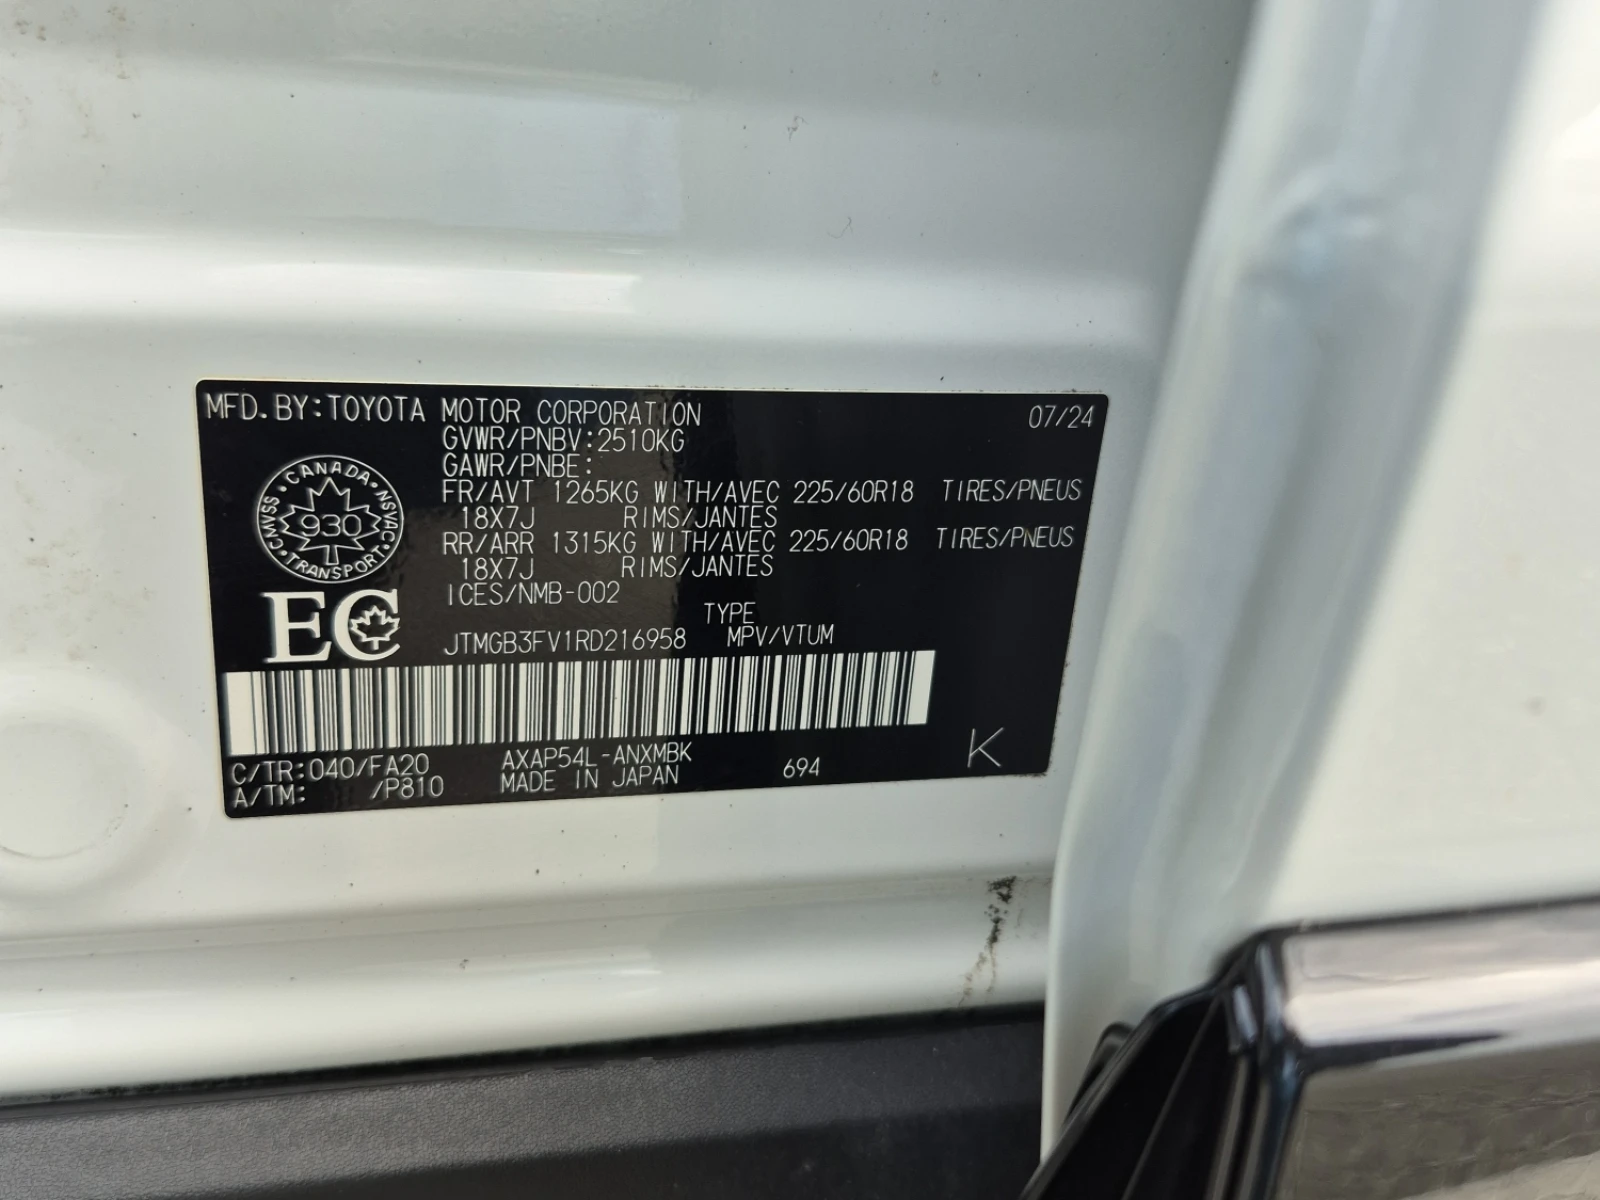 MFD.BY:TOYOTA MOTOR CORPORATION 07/24
GVWR/PNBV:2510KG
GAWR/PNBE:
FR/AVT 1265KG WITH/AVEC 225/60R18 TIRES/PNEUS
18X7J RIMS/JANTES
RR/ARR 1315KG WITH/AVEC 225/60R18 TIRES/PNEUS
18X7J RIMS/JANTES
ICES/NMB-002
CANADA · NSVAC · TRANSPORT · CMVSS
930
EC
TYPE
JTMGB3FV1RD216958 MPV/VTUM
C/TR:040/FA20 AXAP54L-ANXMBK
A/TM: /P810 MADE IN JAPAN 694 K